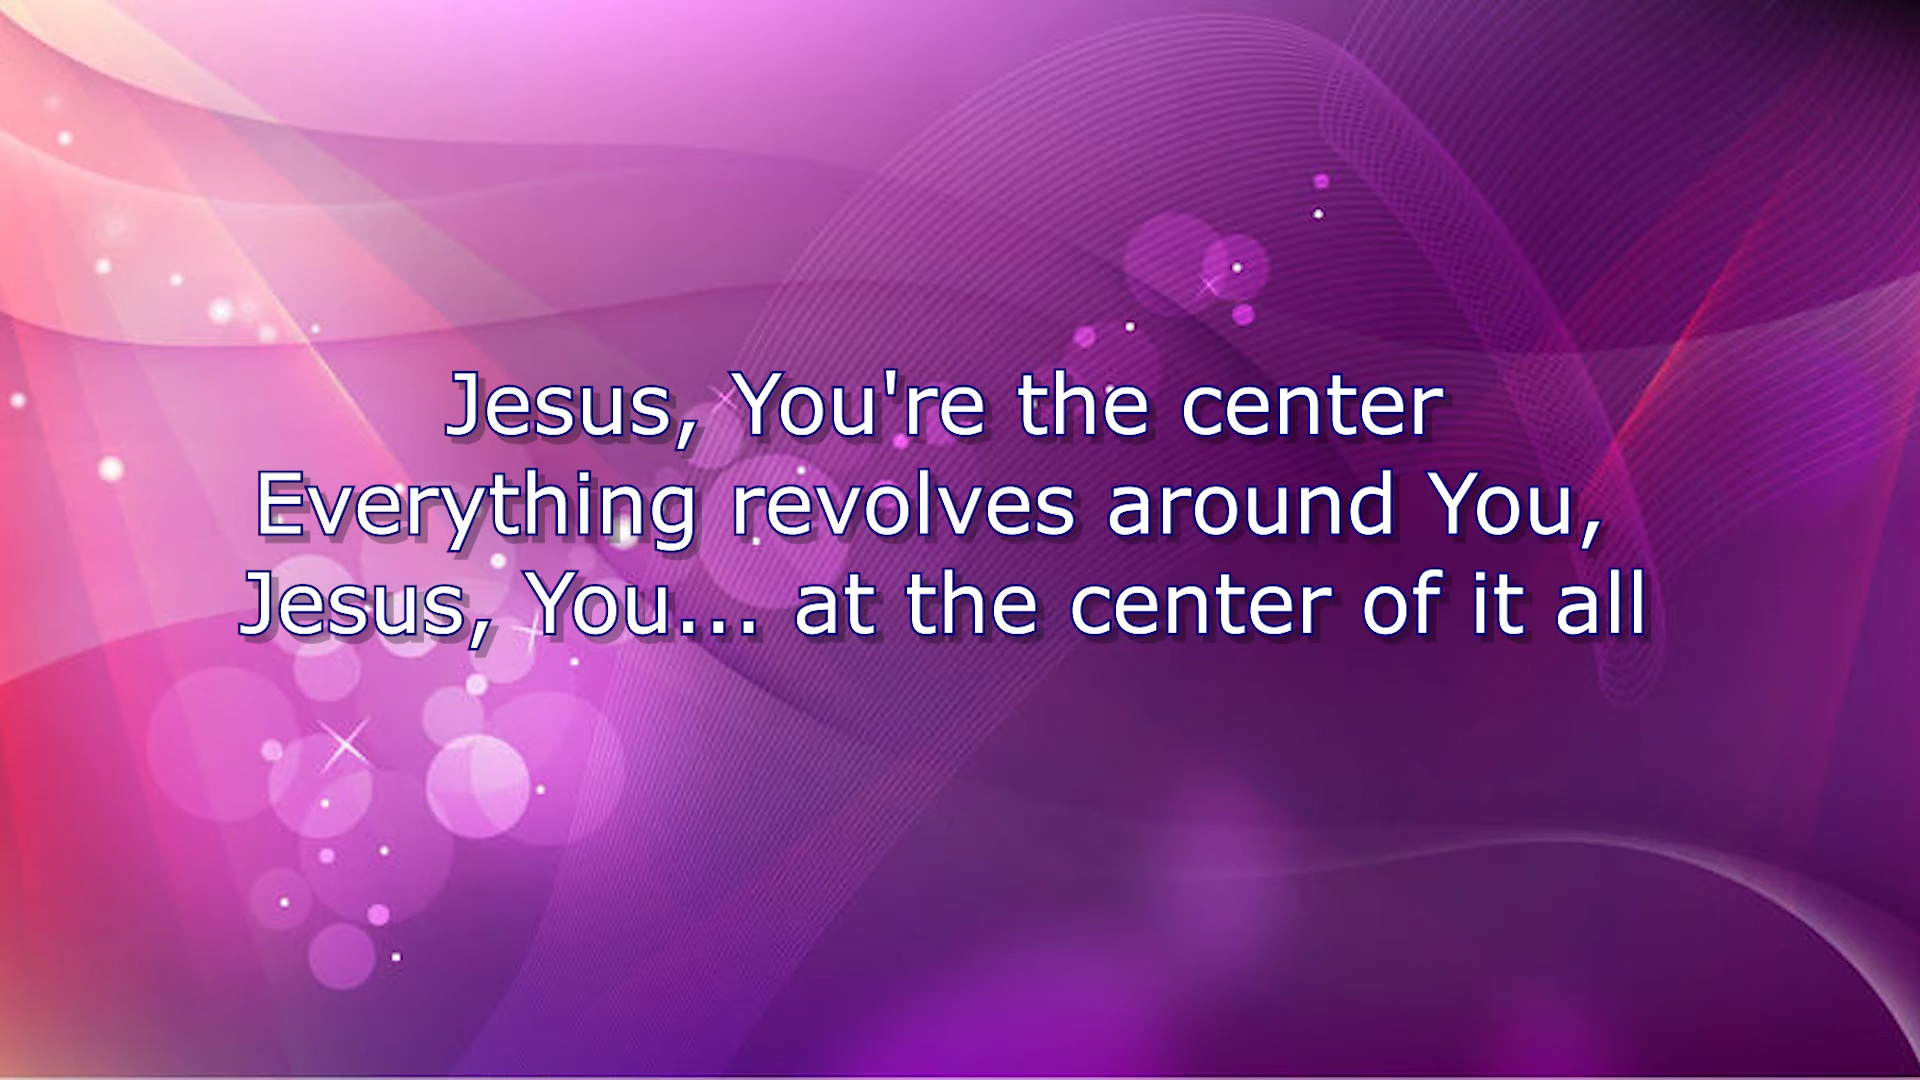 Jesus, You're the center
Everything revolves around You,
Jesus, You... at the center of it all